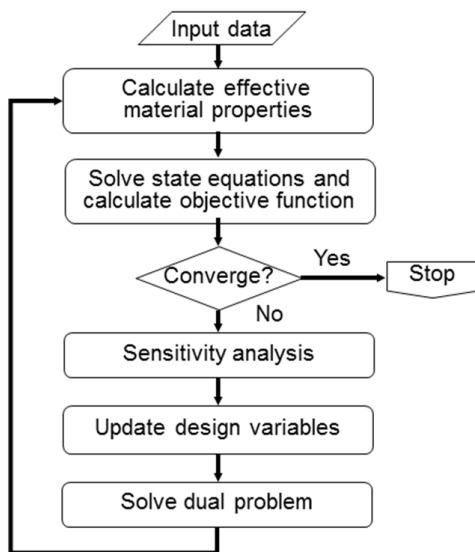 Input data
Calculate effective
material properties
Solve state equations and
calculate objective function
Converge?
Yes
Stop
No
Sensitivity analysis
Update design variables
Solve dual problem